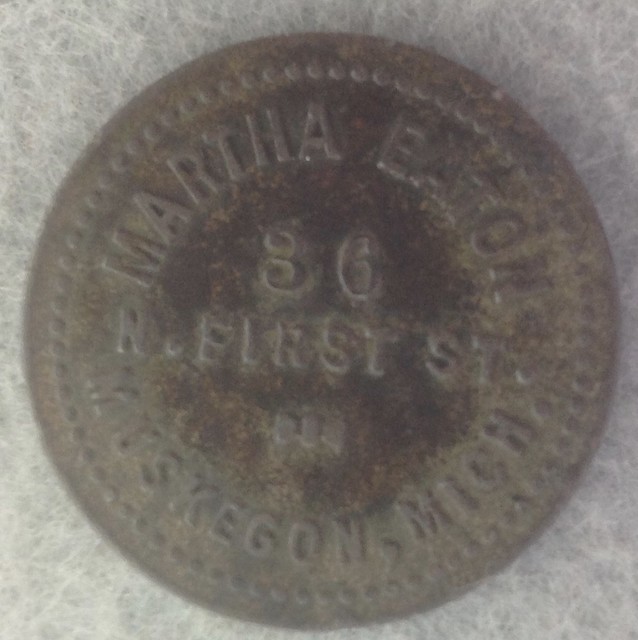 MARTHA E.
86
N. FIRST ST.
MUSKEGON, MICH.